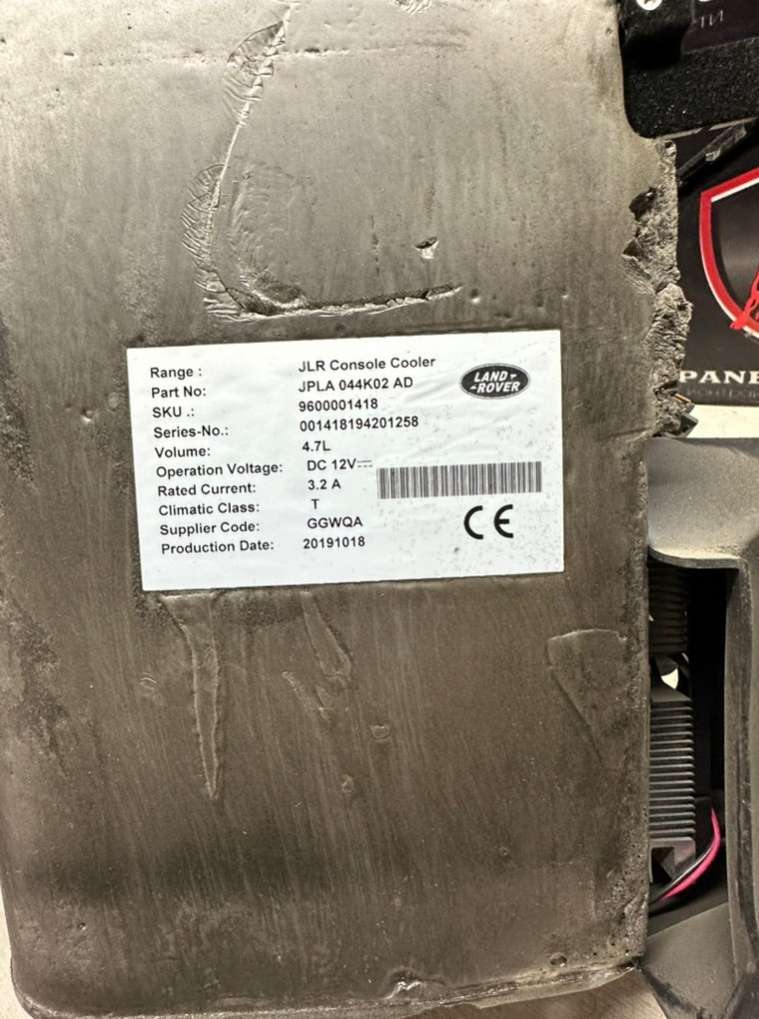 Range : JLR Console Cooler
Part No: JPLA 044K02 AD
SKU .: 9600001418
Series-No.: 001418194201258
Volume: 4.7L
Operation Voltage: DC 12V⎓
Rated Current: 3.2 A
Climatic Class: T
Supplier Code: GGWQA
Production Date: 20191018
LAND-
-ROVER
CE
PANE